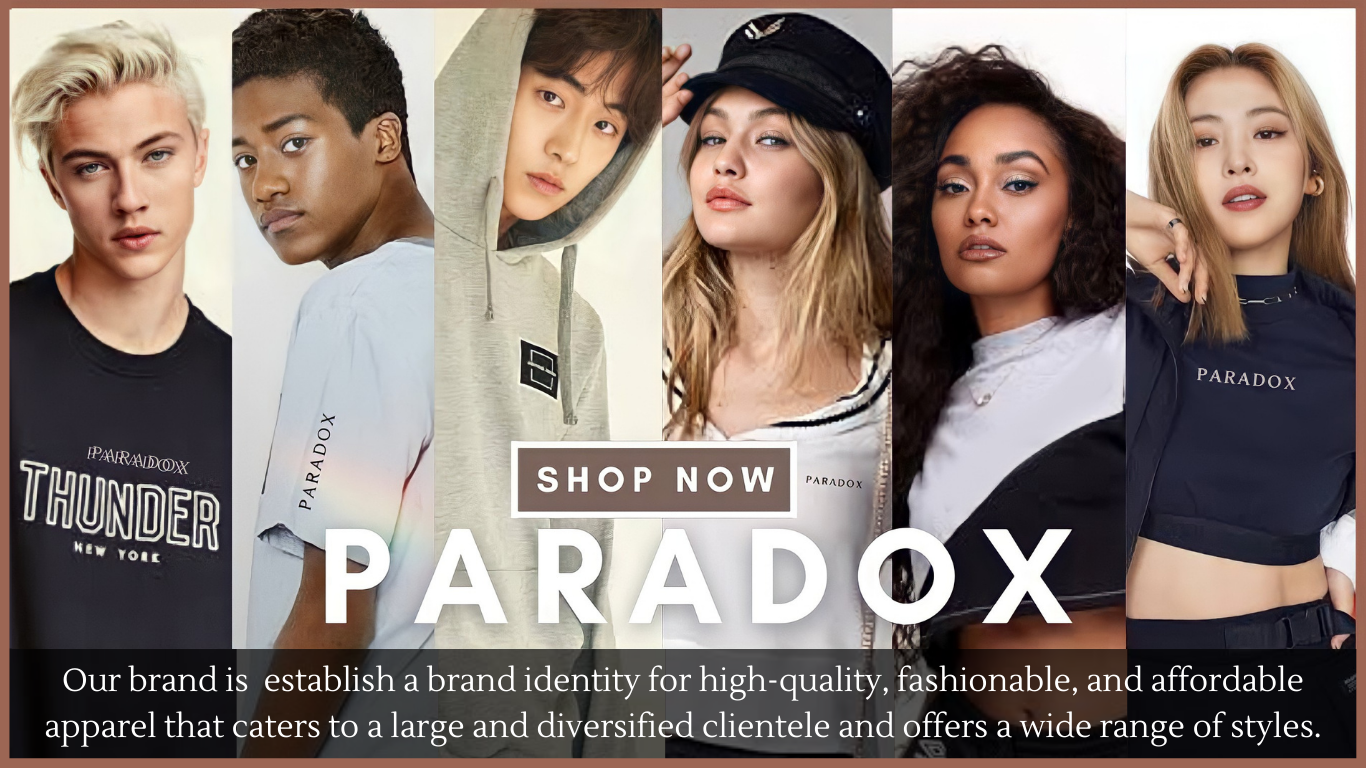 PARADOX
THUNDER
NEW YORK
PARADOX
PARADOX
PARADOX
SHOP NOW
PARADOX
Our brand is  establish a brand identity for high-quality, fashionable, and affordable
apparel that caters to a large and diversified clientele and offers a wide range of styles.